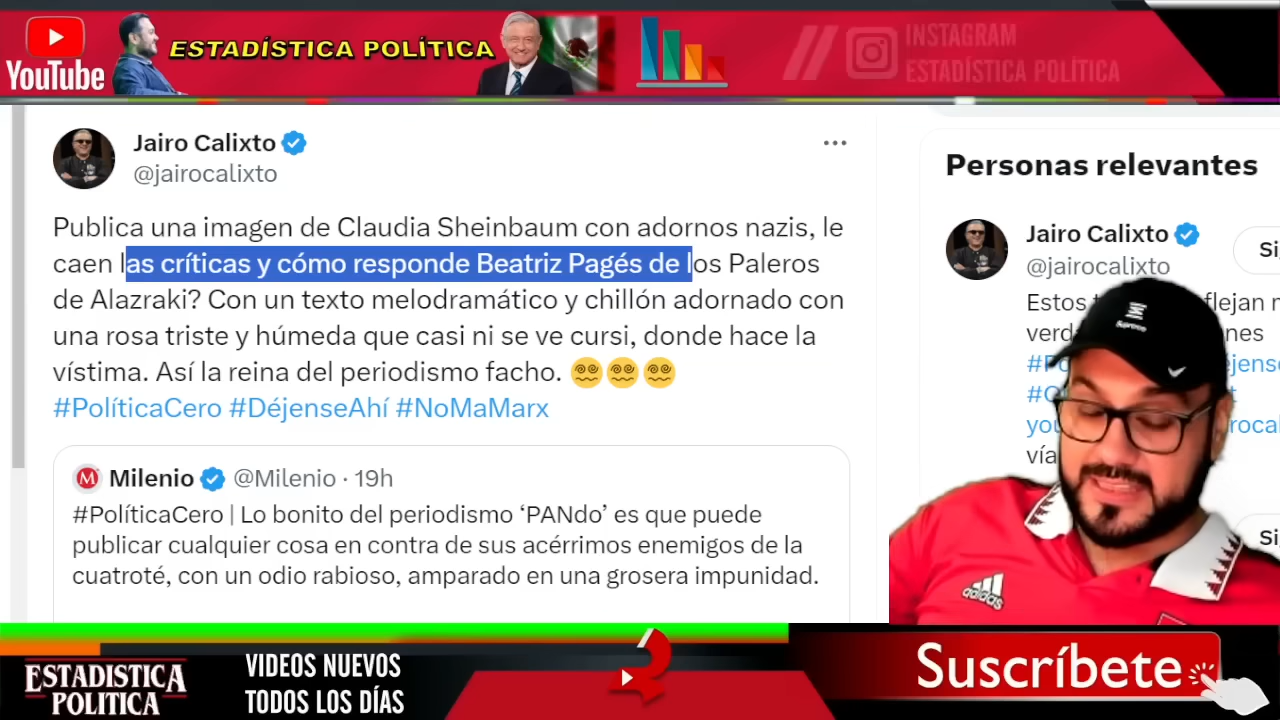 YouTube
ESTADÍSTICA POLÍTICA
INSTAGRAM
ESTADÍSTICA POLÍTICA
Jairo Calixto
@jairocalixto
Publica una imagen de Claudia Sheinbaum con adornos nazis, le
caen las críticas y cómo responde Beatriz Pagés de los Paleros
de Alazraki? Con un texto melodramático y chillón adornado con
una rosa triste y húmeda que casi ni se ve cursi, donde hace la
vístima. Así la reina del periodismo facho. 😵‍💫😵‍💫😵‍💫
#PolíticaCero #DéjenseAhí #NoMaMarx
M Milenio @Milenio · 19h
#PolíticaCero | Lo bonito del periodismo ‘PANdo’ es que puede
publicar cualquier cosa en contra de sus acérrimos enemigos de la
cuatroté, con un odio rabioso, amparado en una grosera impunidad.
Personas relevantes
Jairo Calixto
@jairocalixto
Estos
vía
Supreme
adidas
ESTADISTICA
POLÍTICA
VIDEOS NUEVOS
TODOS LOS DÍAS
Suscríbete